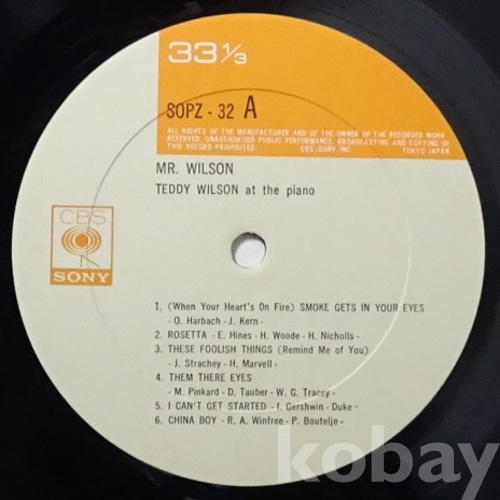 33 1/3
SOPZ - 32 A
ALL RIGHTS OF THE MANUFACTURER AND OF THE OWNER OF THE RECORDED WORK
RESERVED. UNAUTHORIZED PUBLIC PERFORMANCE, BROADCASTING AND COPYING OF
THIS RECORD PROHIBITED. CBS/SONY INC. TOKYO JAPAN
MR. WILSON
TEDDY WILSON at the piano
CBS
SONY
1. (When Your Heart's On Fire) SMOKE GETS IN YOUR EYES
- O. Harbach - J. Kern -
2. ROSETTA - E. Hines - H. Woode - H. Nicholls -
3. THESE FOOLISH THINGS (Remind Me of You)
- J. Strachey - H. Marvell -
4. THEM THERE EYES
- M. Pinkard - D. Tauber - W. G. Tracey -
5. I CAN'T GET STARTED - I. Gershwin - Duke -
6. CHINA BOY - R. A. Winfree - P. Boutelje -
kobay